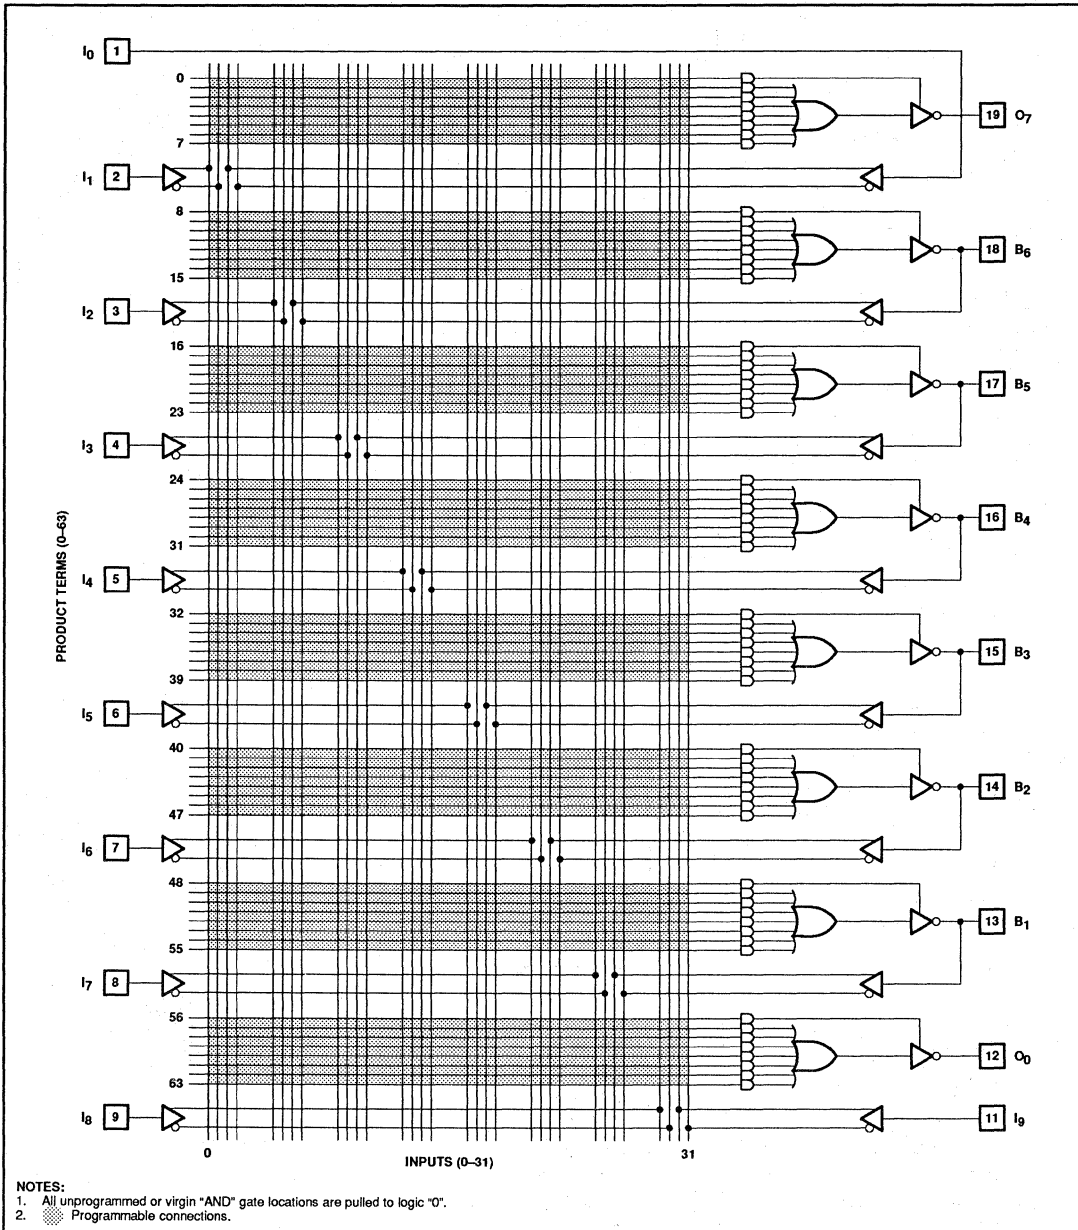 I0 1
0
19 O7
7
I1 2
8
18 B6
15
I2 3
16
17 B5
23
I3 4
24
16 B4
31
I4 5
PRODUCT TERMS (0–63)
32
15 B3
39
I5 6
40
14 B2
47
I6 7
48
13 B1
55
I7 8
56
12 O0
63
I8 9
11 I9
0 INPUTS (0–31) 31
NOTES:
1. All unprogrammed or virgin "AND" gate locations are pulled to logic "0".
2. Programmable connections.